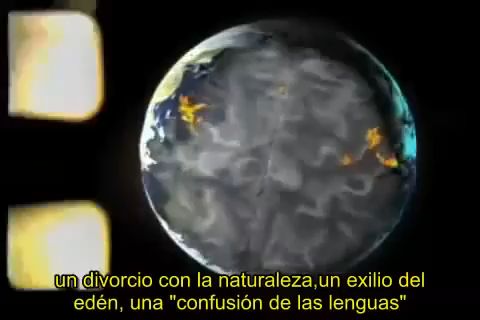 un divorcio con la naturaleza,un exilio del
edén, una "confusión de las lenguas"